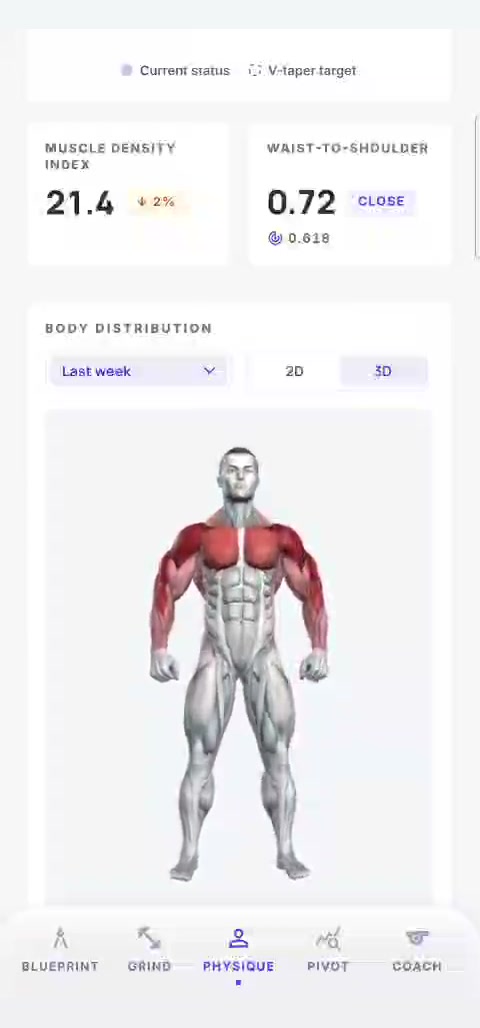 Current status V-taper target
MUSCLE DENSITY
INDEX
21.4 ↓ 2%
WAIST-TO-SHOULDER
0.72 CLOSE
0.618
BODY DISTRIBUTION
Last week 2D 3D
BLUEPRINT GRIND PHYSIQUE PIVOT COACH